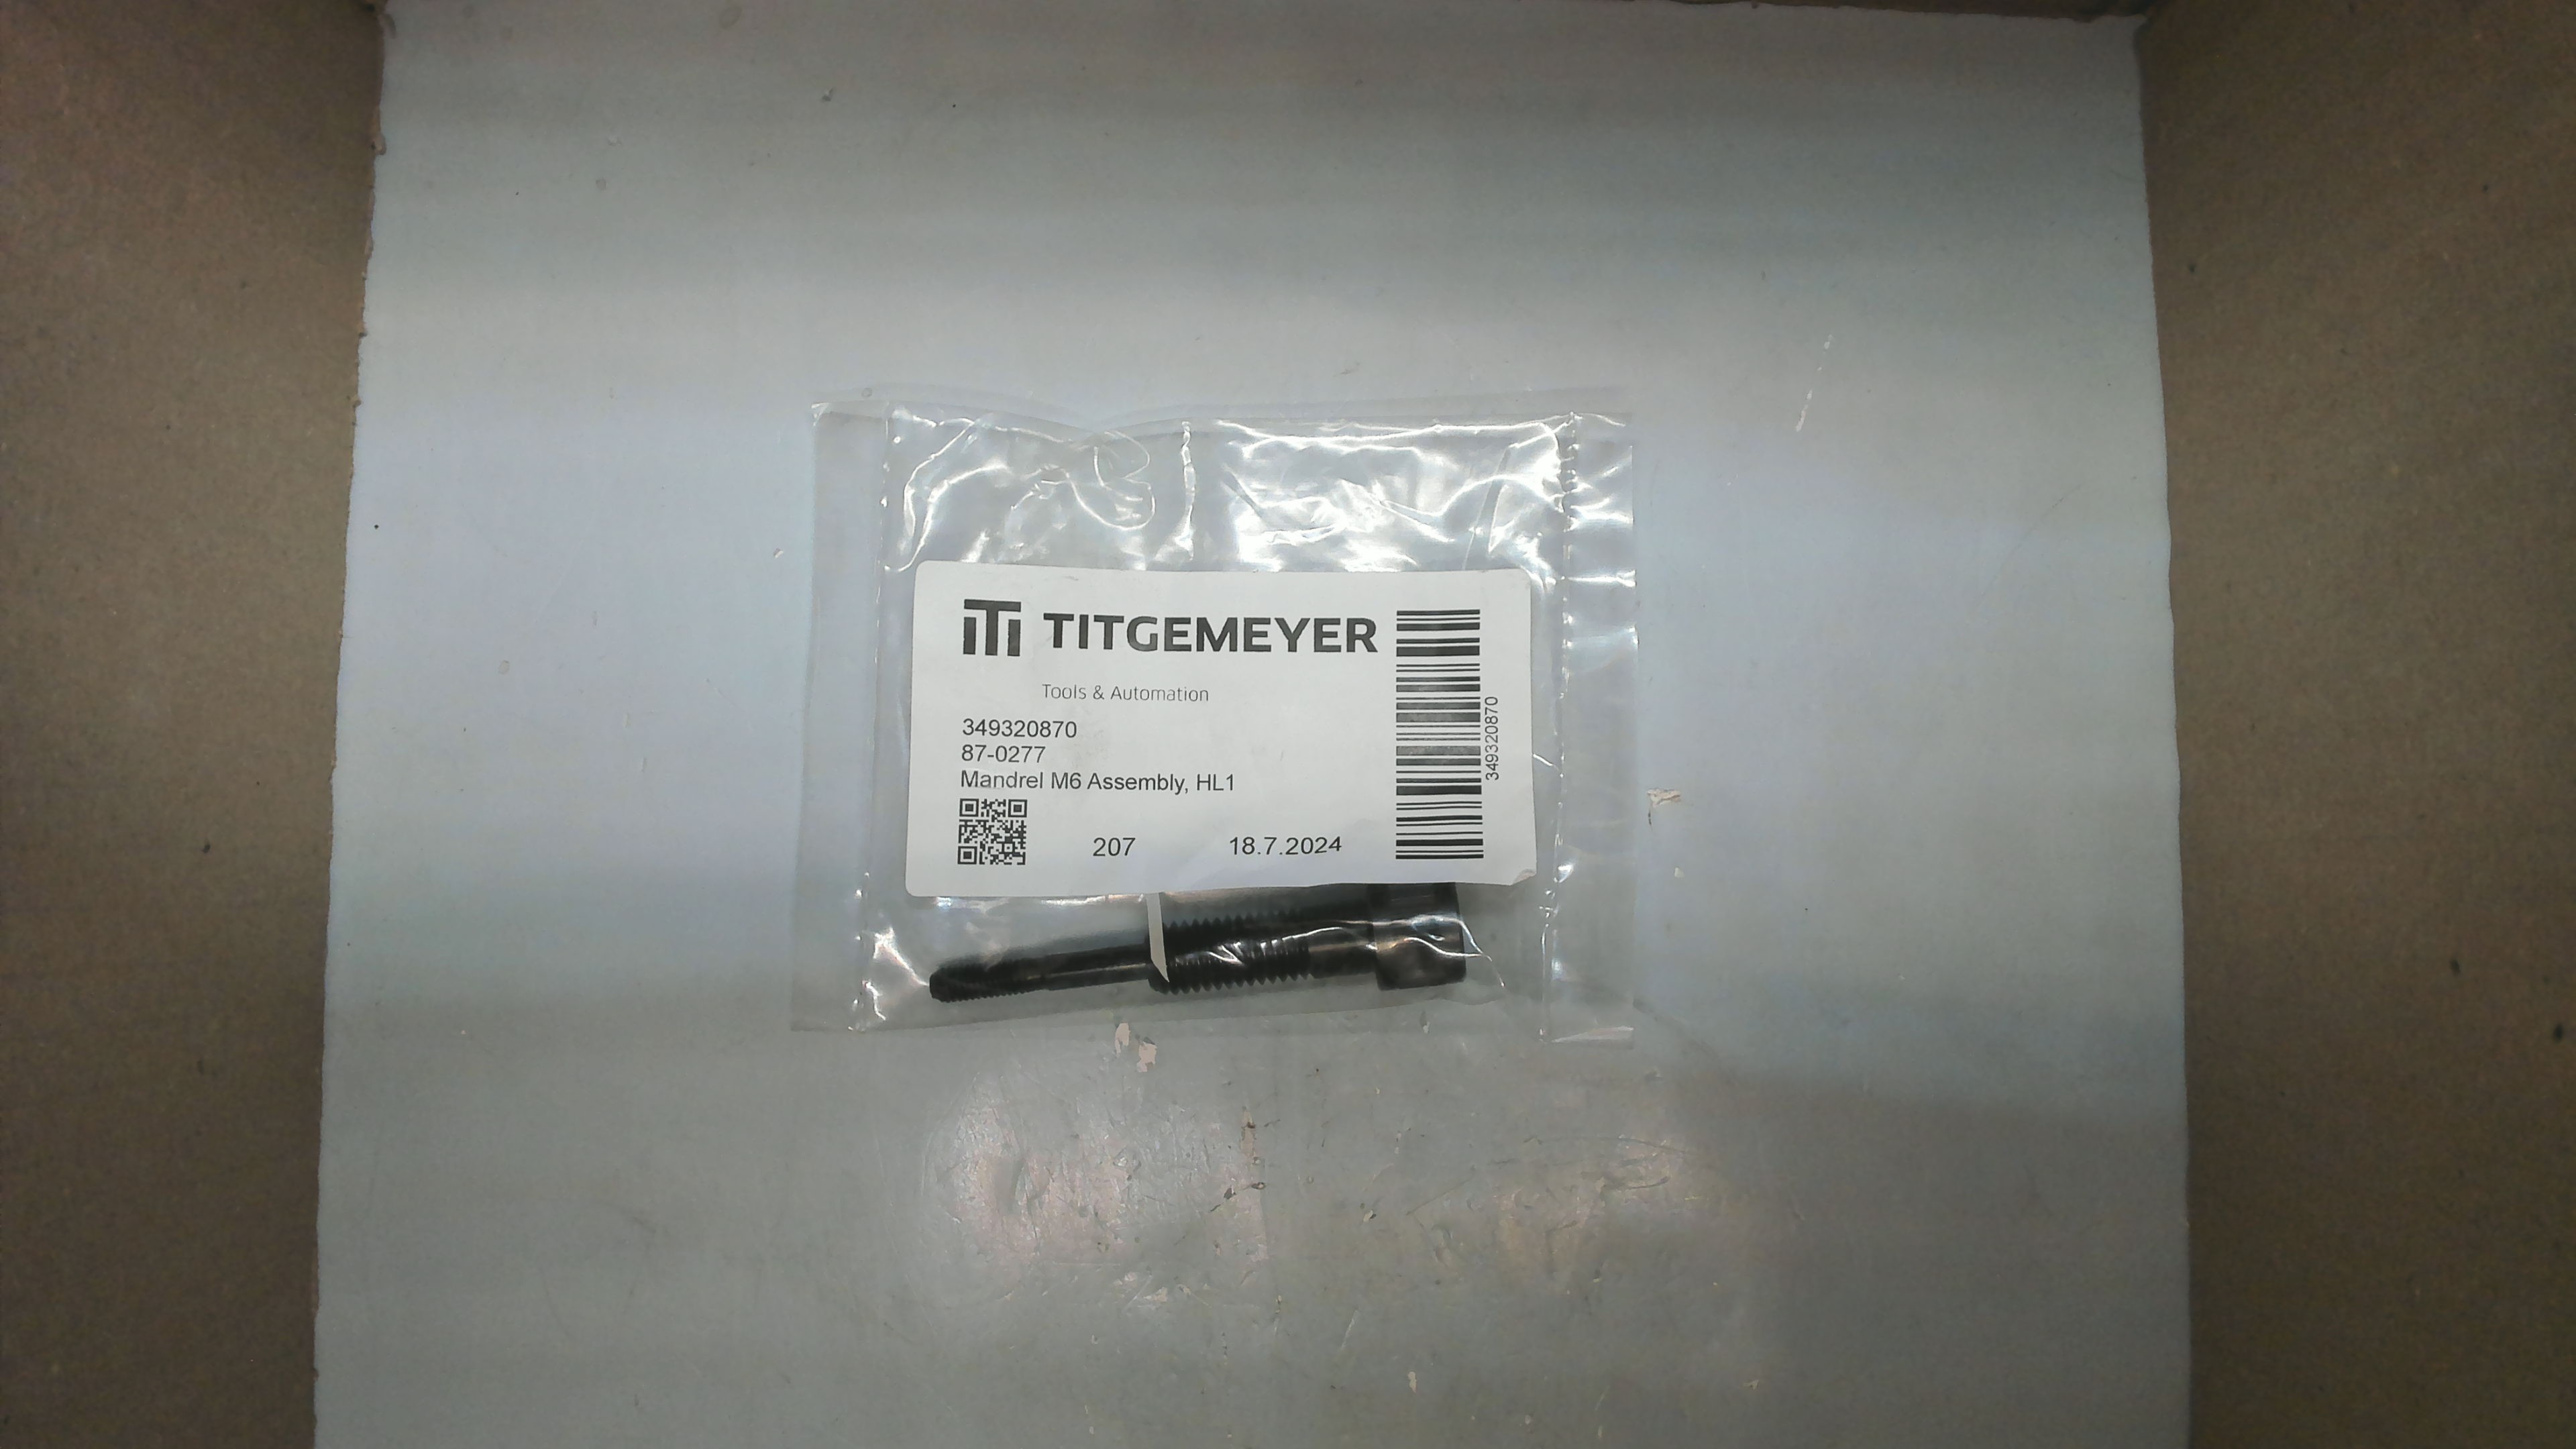 TITGEMEYER
Tools & Automation
349320870
87-0277
Mandrel M6 Assembly, HL1
207 18.7.2024
349320870